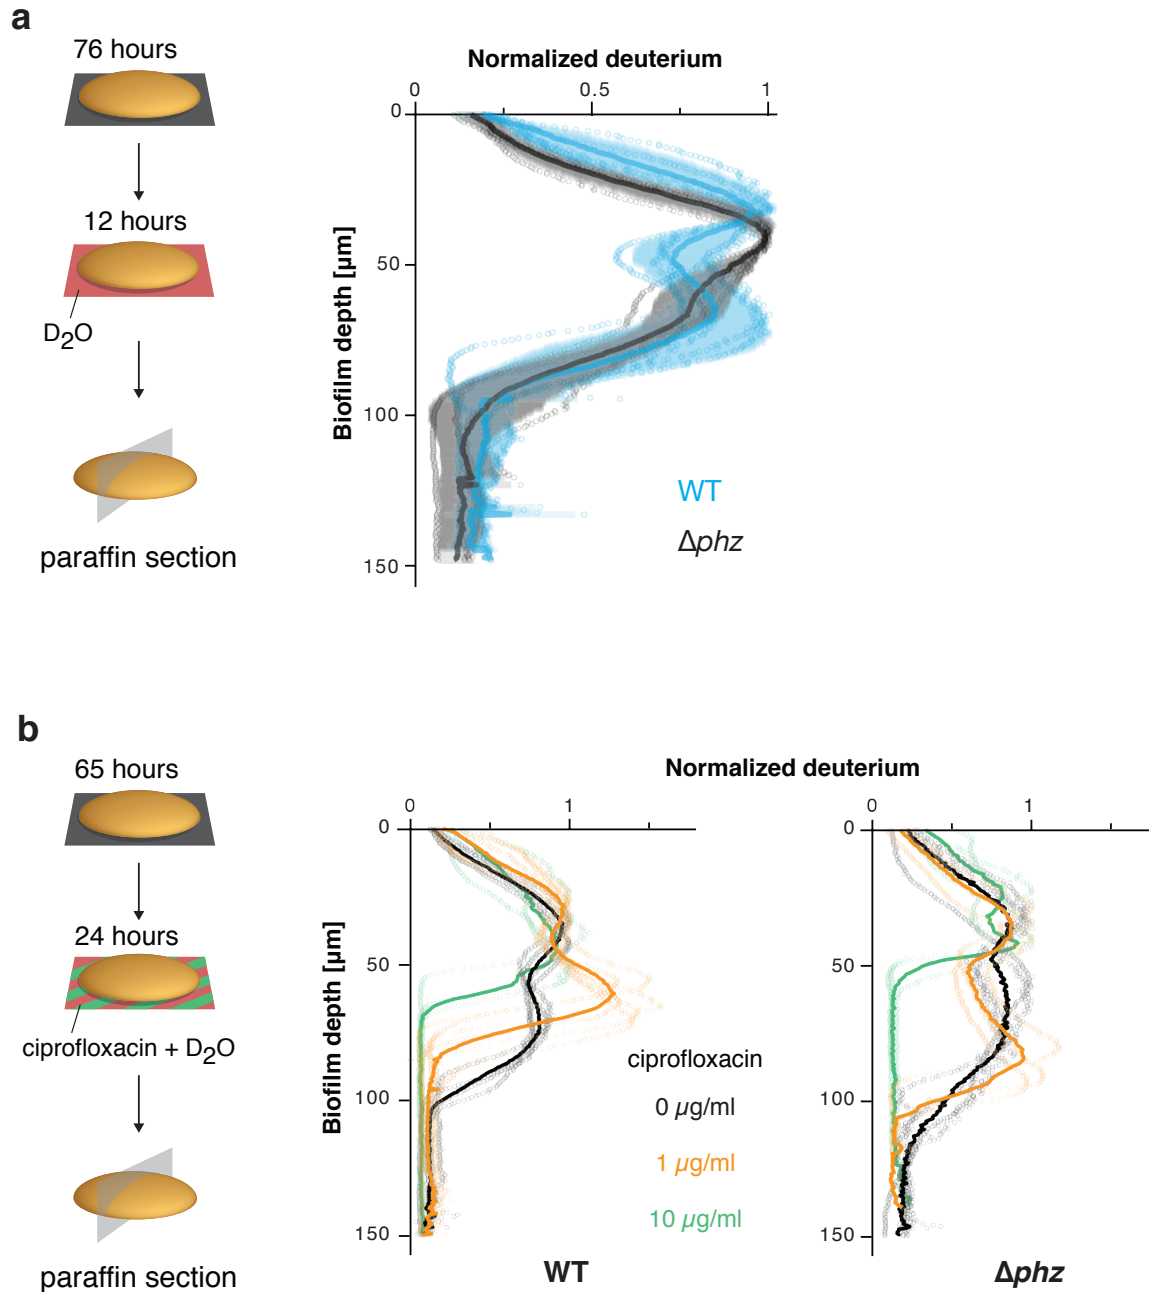 a
76 hours
12 hours
D2O
paraffin section
Normalized deuterium
0 0.5 1
0
50
100
150
Biofilm depth [µm]
WT
Δphz
b
65 hours
24 hours
ciprofloxacin + D2O
paraffin section
Normalized deuterium
0 1
0
50
100
150
Biofilm depth [µm]
ciprofloxacin
0 µg/ml
1 µg/ml
10 µg/ml
WT
0 1
0
50
100
150
Δphz